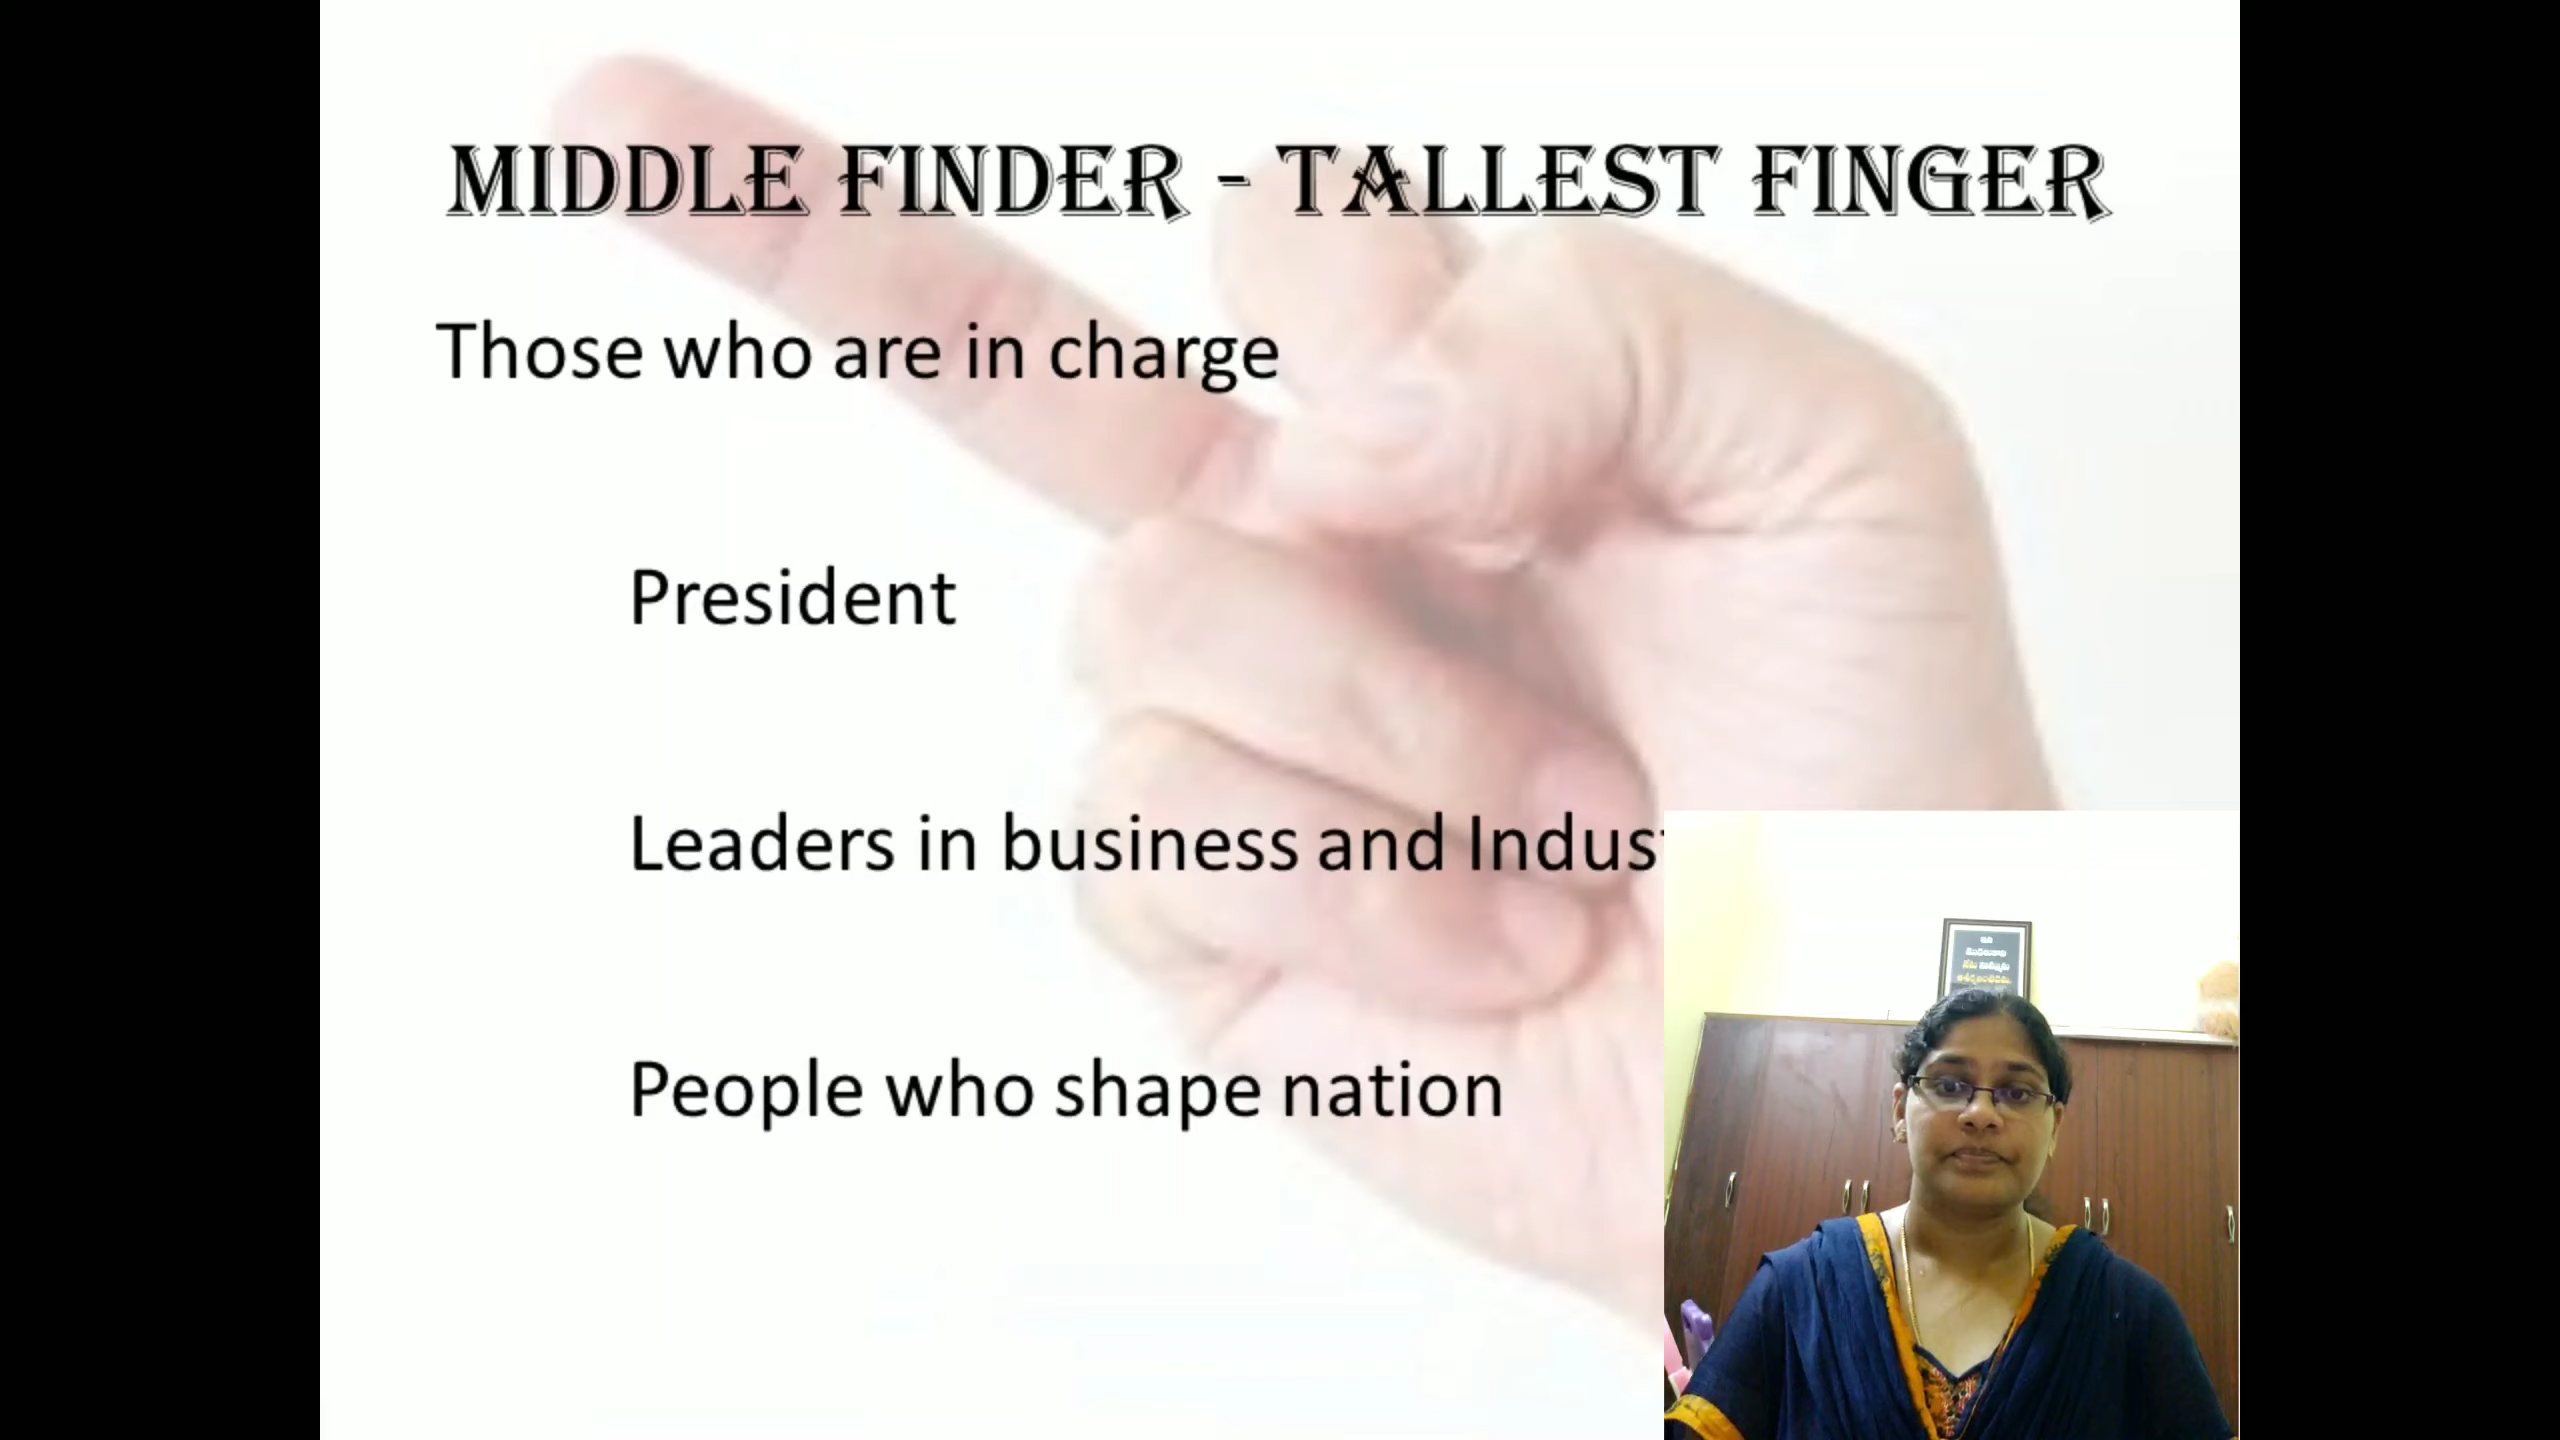 MIDDLE FINDER - TALLEST FINGER
Those who are in charge
President
Leaders in business and Indus
People who shape nation